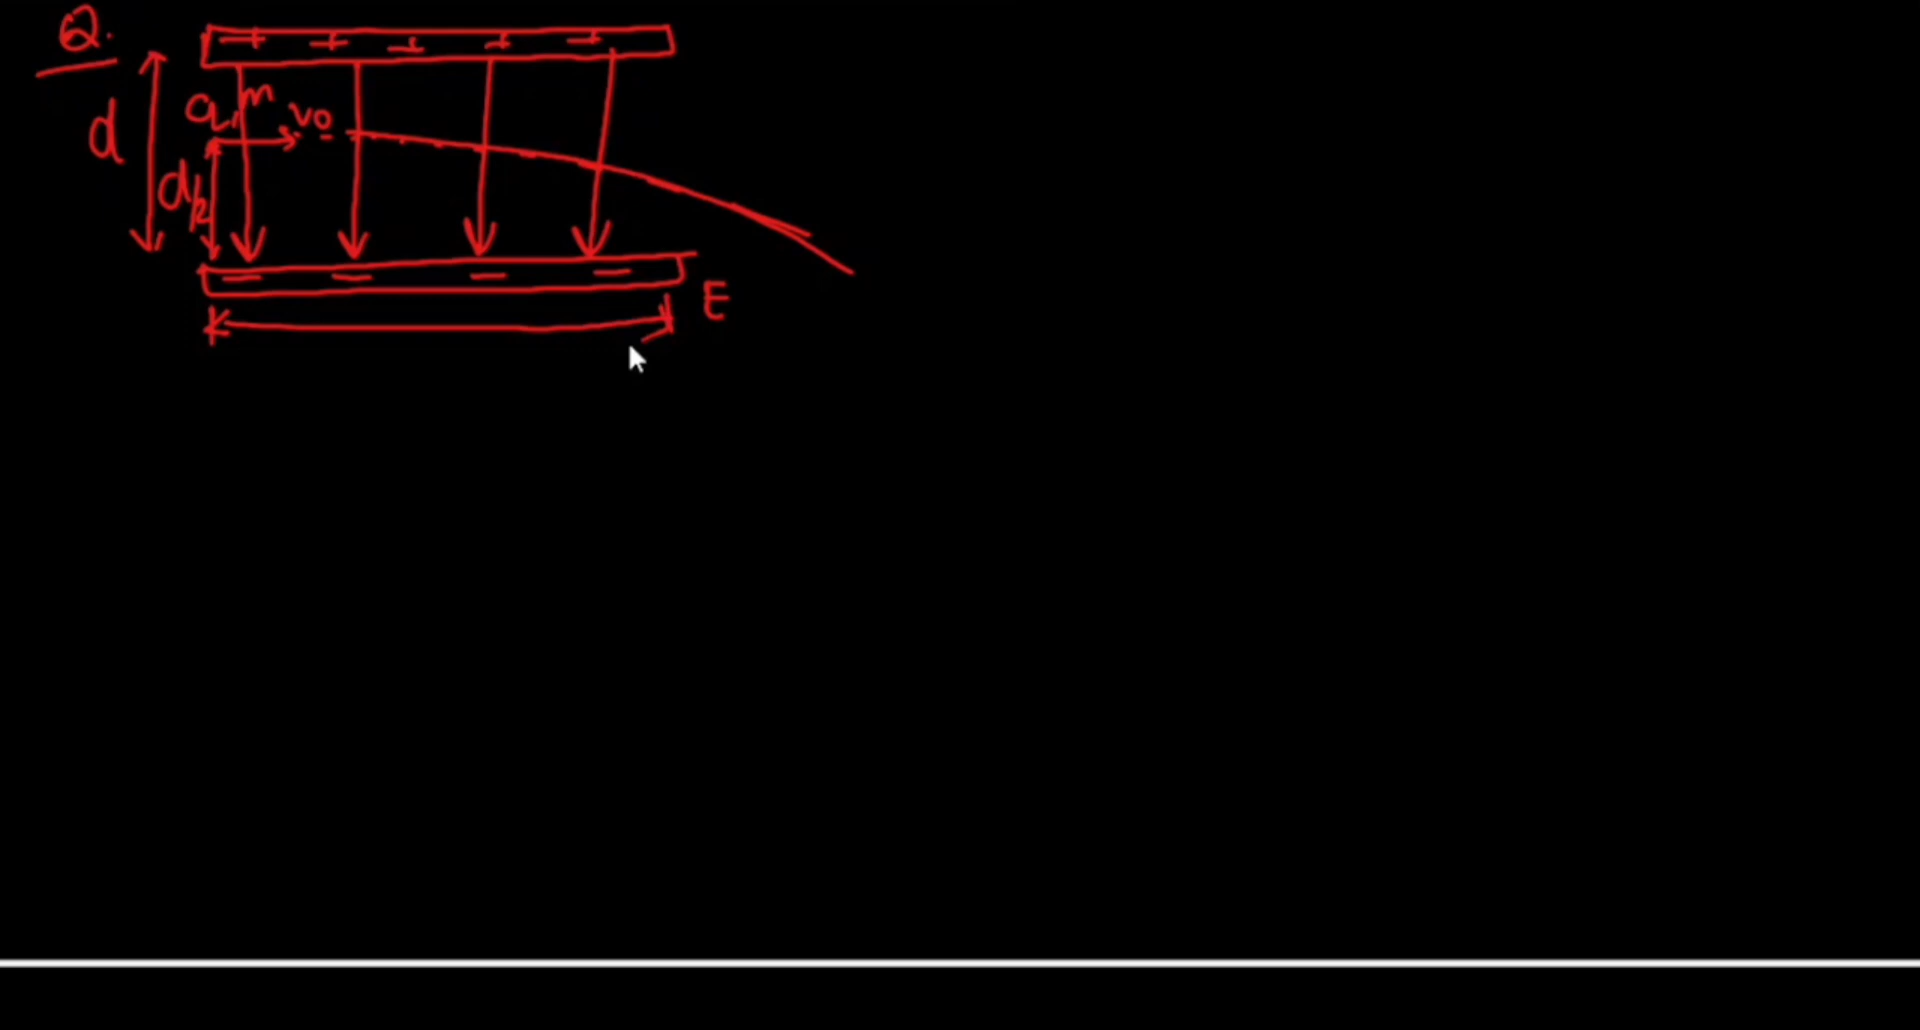 Q.
+ + + + +
q, m v0
d
d/2
- - - -
E